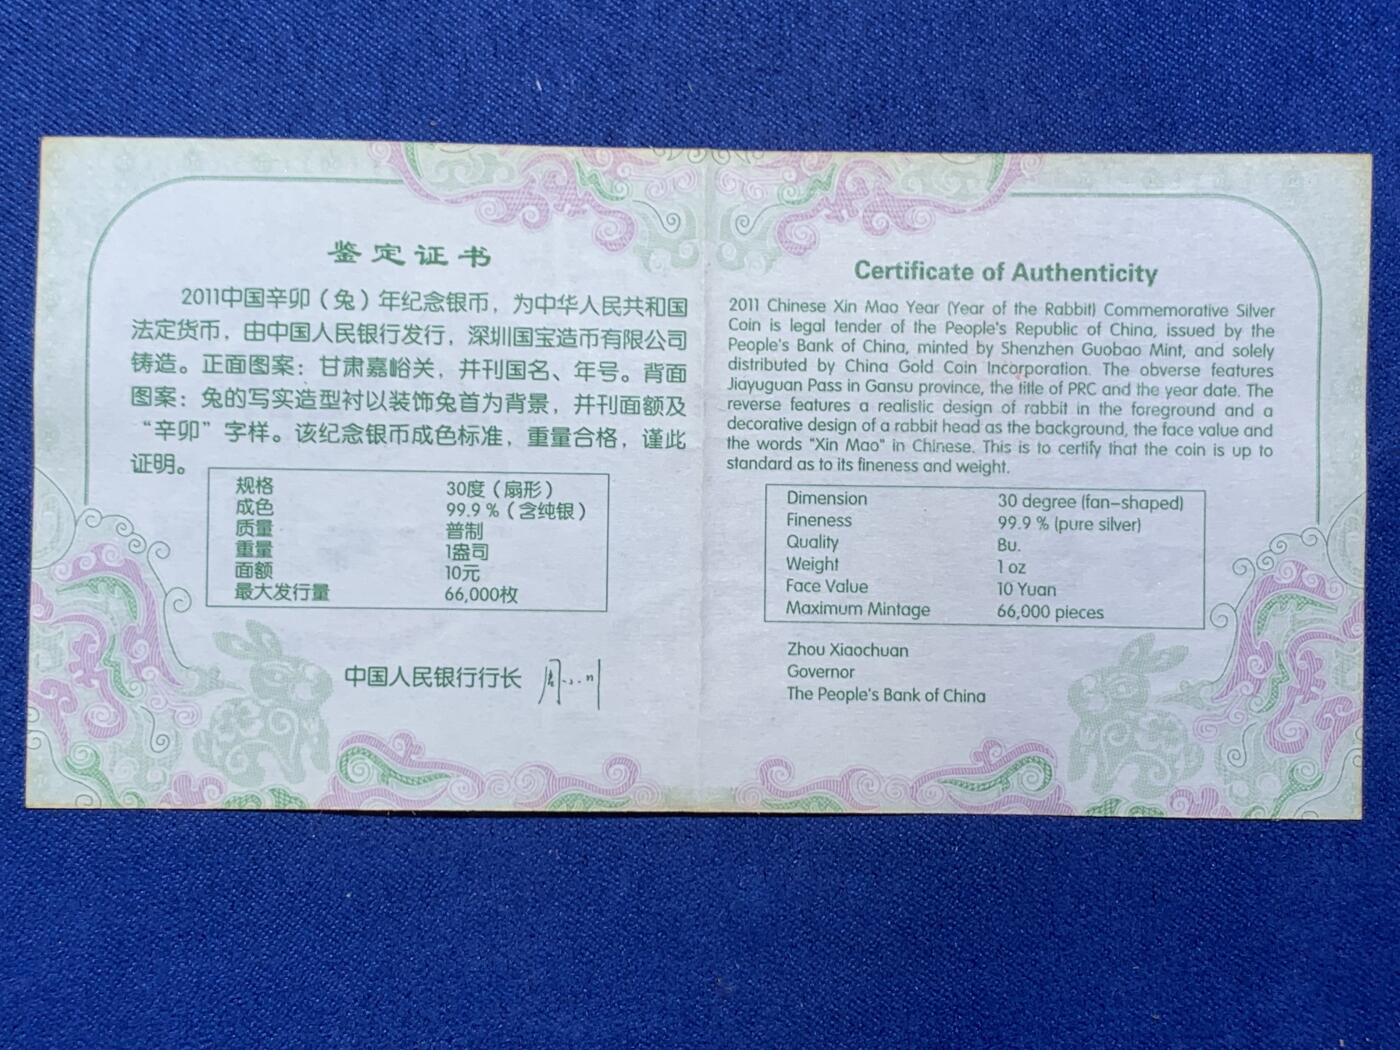 鉴定证书
2011中国辛卯（兔）年纪念银币，为中华人民共和国
法定货币，由中国人民银行发行，深圳国宝造币有限公司
铸造。正面图案：甘肃嘉峪关，并刊国名、年号。背面
图案：兔的写实造型衬以装饰兔首为背景，并刊面额及
“辛卯”字样。该纪念银币成色标准，重量合格，谨此
证明。
规格 30度（扇形）
成色 99.9 %（含纯银）
质量 普制
重量 1盎司
面额 10元
最大发行量 66,000枚
中国人民银行行长
Certificate of Authenticity
2011 Chinese Xin Mao Year (Year of the Rabbit) Commemorative Silver
Coin is legal tender of the People's Republic of China, issued by the
People's Bank of China, minted by Shenzhen Guobao Mint, and solely
distributed by China Gold Coin Incorporation. The obverse features
Jiayuguan Pass in Gansu province, the title of PRC and the year date. The
reverse features a realistic design of rabbit in the foreground and a
decorative design of a rabbit head as the background, the face value and
the words "Xin Mao" in Chinese. This is to certify that the coin is up to
standard as to its fineness and weight.
Dimension 30 degree (fan-shaped)
Fineness 99.9 % (pure silver)
Quality Bu.
Weight 1 oz
Face Value 10 Yuan
Maximum Mintage 66,000 pieces
Zhou Xiaochuan
Governor
The People's Bank of China